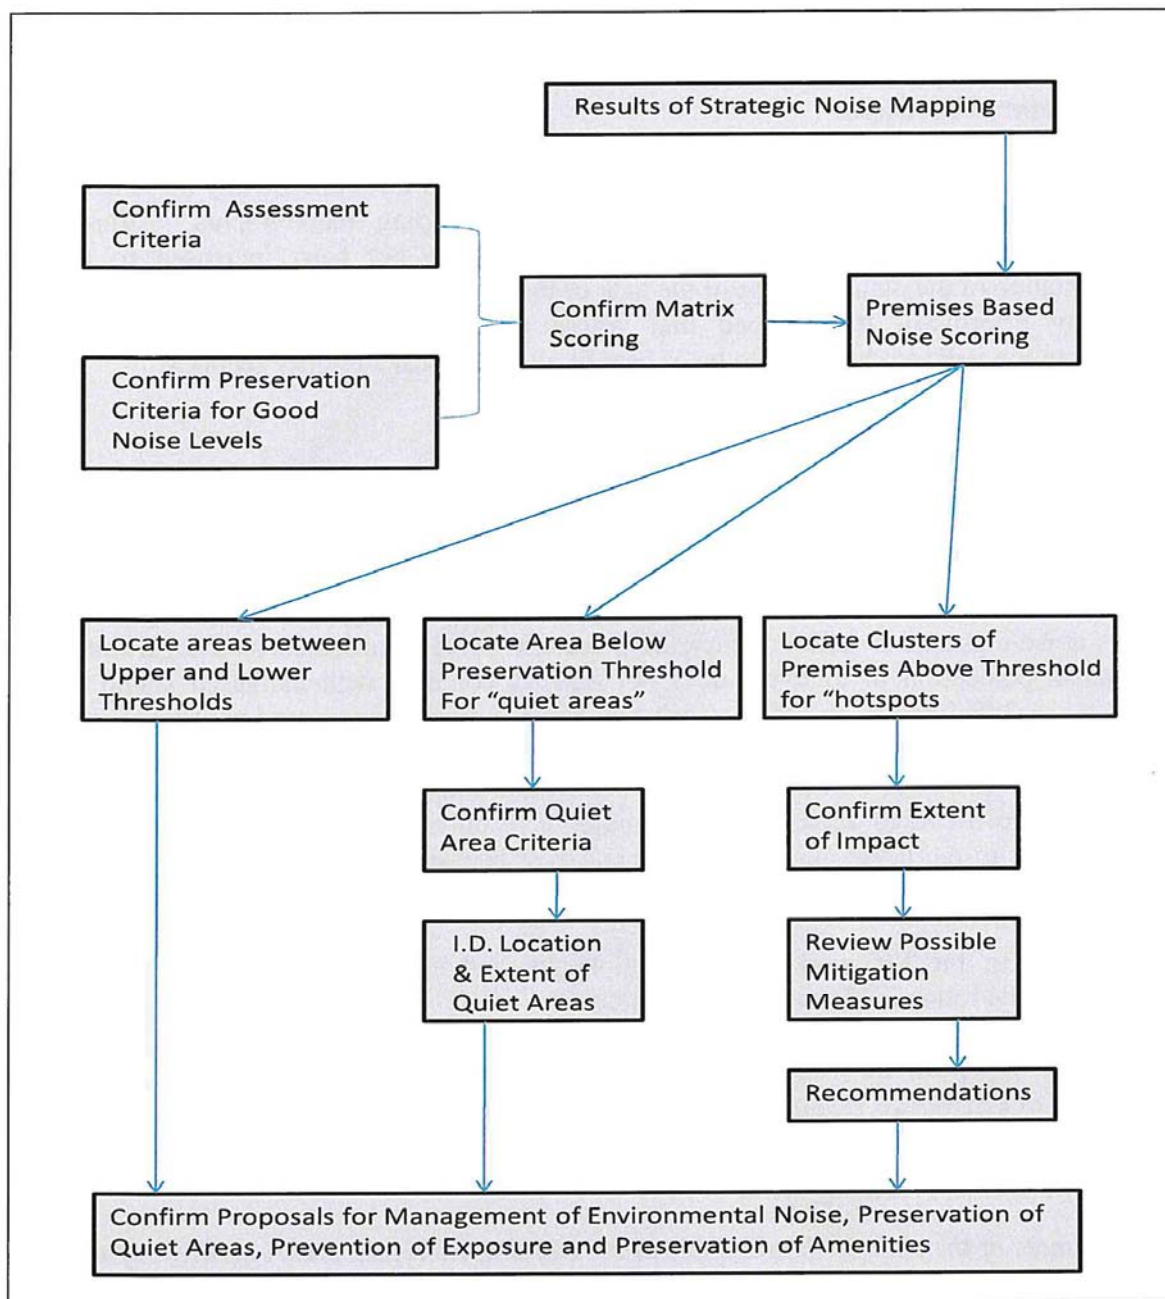 Results of Strategic Noise Mapping
Confirm Assessment
Criteria
Confirm Matrix
Scoring
Premises Based
Noise Scoring
Confirm Preservation
Criteria for Good
Noise Levels
Locate areas between
Upper and Lower
Thresholds
Locate Area Below
Preservation Threshold
For “quiet areas”
Locate Clusters of
Premises Above Threshold
for “hotspots
Confirm Quiet
Area Criteria
Confirm Extent
of Impact
I.D. Location
& Extent of
Quiet Areas
Review Possible
Mitigation
Measures
Recommendations
Confirm Proposals for Management of Environmental Noise, Preservation of
Quiet Areas, Prevention of Exposure and Preservation of Amenities